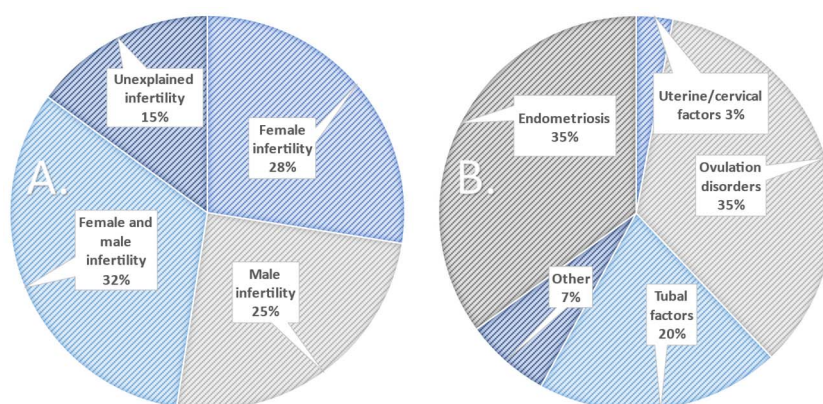 A.
Unexplained
infertility
15%
Female
infertility
28%
Female and
male
infertility
32%
Male
infertility
25%
B.
Endometriosis
35%
Uterine/cervical
factors 3%
Ovulation
disorders
35%
Other
7%
Tubal
factors
20%